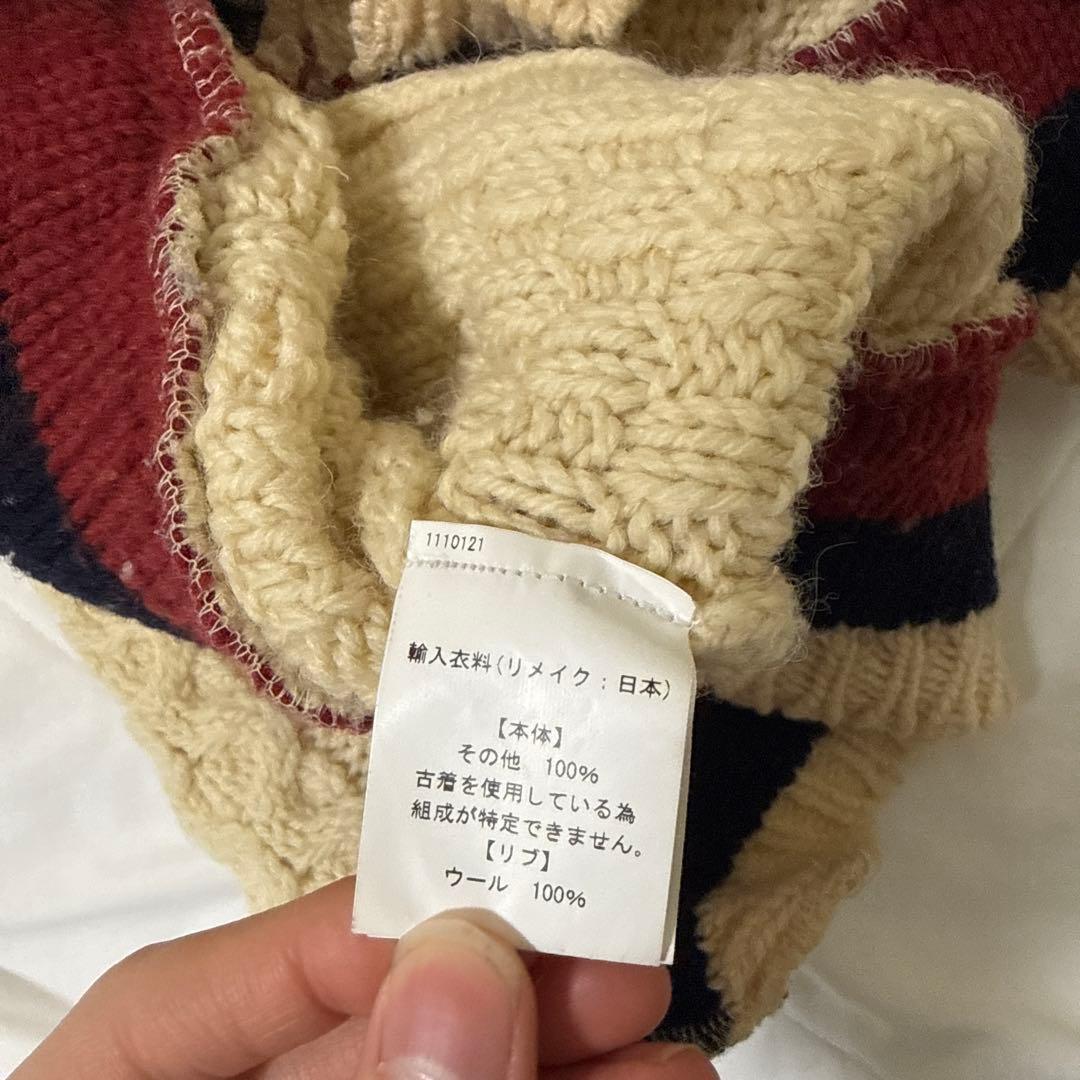 1110121
輸入衣料(リメイク:日本)
【本体】
その他 100%
古着を使用している為
組成が特定できません。
【リブ】
ウール 100%